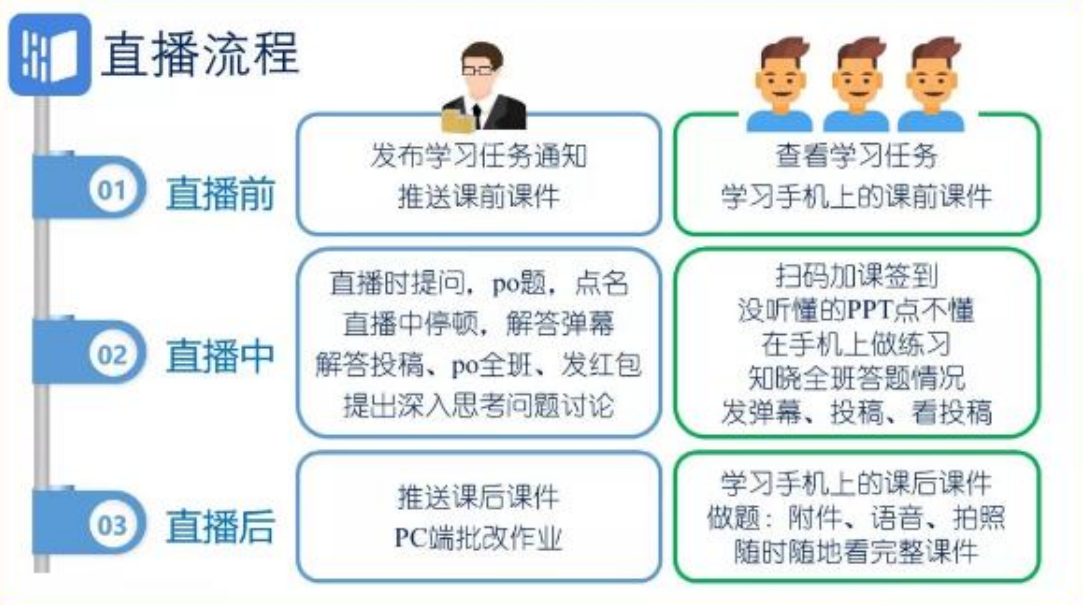 直播流程
01
直播前
发布学习任务通知
推送课前课件
查看学习任务
学习手机上的课前课件
02
直播中
直播时提问，po题，点名
直播中停顿，解答弹幕
解答投稿、po全班、发红包
提出深入思考问题讨论
扫码加课签到
没听懂的PPT点不懂
在手机上做练习
知晓全班答题情况
发弹幕、投稿、看投稿
03
直播后
推送课后课件
PC端批改作业
学习手机上的课后课件
做题：附件、语音、拍照
随时随地看完整课件